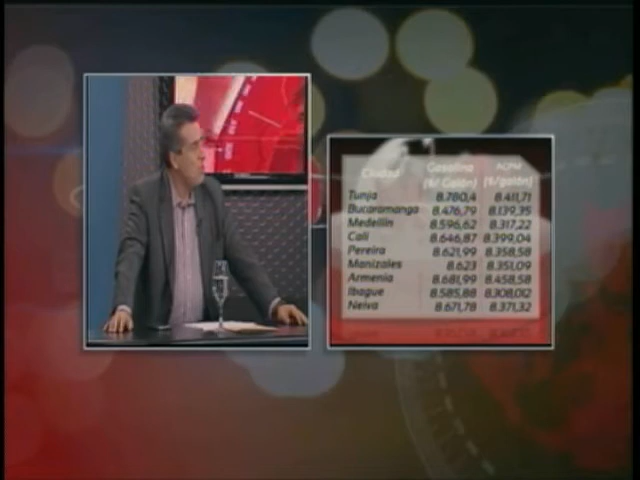 Ciudad Gasolina ($/ Galón) ACPM ($/galón)
Tunja 8.780,4 8.411,71
Bucaramanga 8.476,79 8.139,35
Medellín 8.596,62 8.317,22
Cali 8.646,87 8.399,04
Pereira 8.621,99 8.358,58
Manizales 8.623 8.351,09
Armenia 8.681,99 8.458,58
Ibague 8.585,88 8.308,012
Neiva 8.671,78 8.371,32